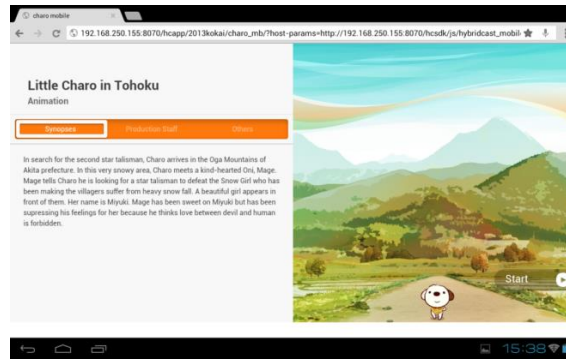 charo mobile
192.168.250.155:8070/hcapp/2013kokai/charo_mb/?host-params=http://192.168.250.155:8070/hcsdk/js/hybridcast_mobil
Little Charo in Tohoku
Animation
Synopses Production Staff Others
In search for the second star talisman, Charo arrives in the Oga Mountains of
Akita prefecture. In this very snowy area, Charo meets a kind-hearted Oni, Mage.
Mage tells Charo he is looking for a star talisman to defeat the Snow Girl who has
been making the villagers suffer from heavy snow fall. A beautiful girl appears in
front of them. Her name is Miyuki. Mage has been sweet on Miyuki but has been
supressing his feelings for her because he thinks love between devil and human
is forbidden.
Start
15:38